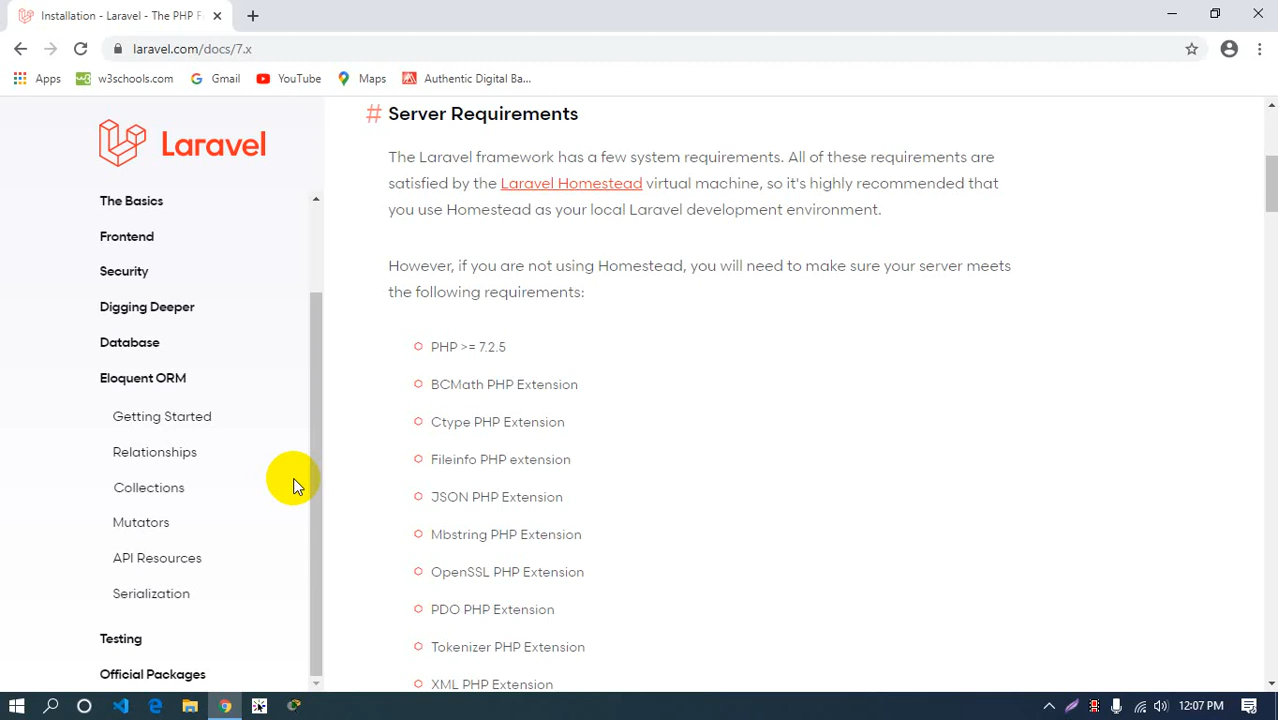 Installation - Laravel - The PHP F
laravel.com/docs/7.x
Apps
w3schools.com
Gmail
YouTube
Maps
Authentic Digital Ba...
Laravel
The Basics
Frontend
Security
Digging Deeper
Database
Eloquent ORM
Getting Started
Relationships
Collections
Mutators
API Resources
Serialization
Testing
Official Packages
# Server Requirements
The Laravel framework has a few system requirements. All of these requirements are
satisfied by the Laravel Homestead virtual machine, so it's highly recommended that
you use Homestead as your local Laravel development environment.
However, if you are not using Homestead, you will need to make sure your server meets
the following requirements:
PHP >= 7.2.5
BCMath PHP Extension
Ctype PHP Extension
Fileinfo PHP extension
JSON PHP Extension
Mbstring PHP Extension
OpenSSL PHP Extension
PDO PHP Extension
Tokenizer PHP Extension
XML PHP Extension
12:07 PM